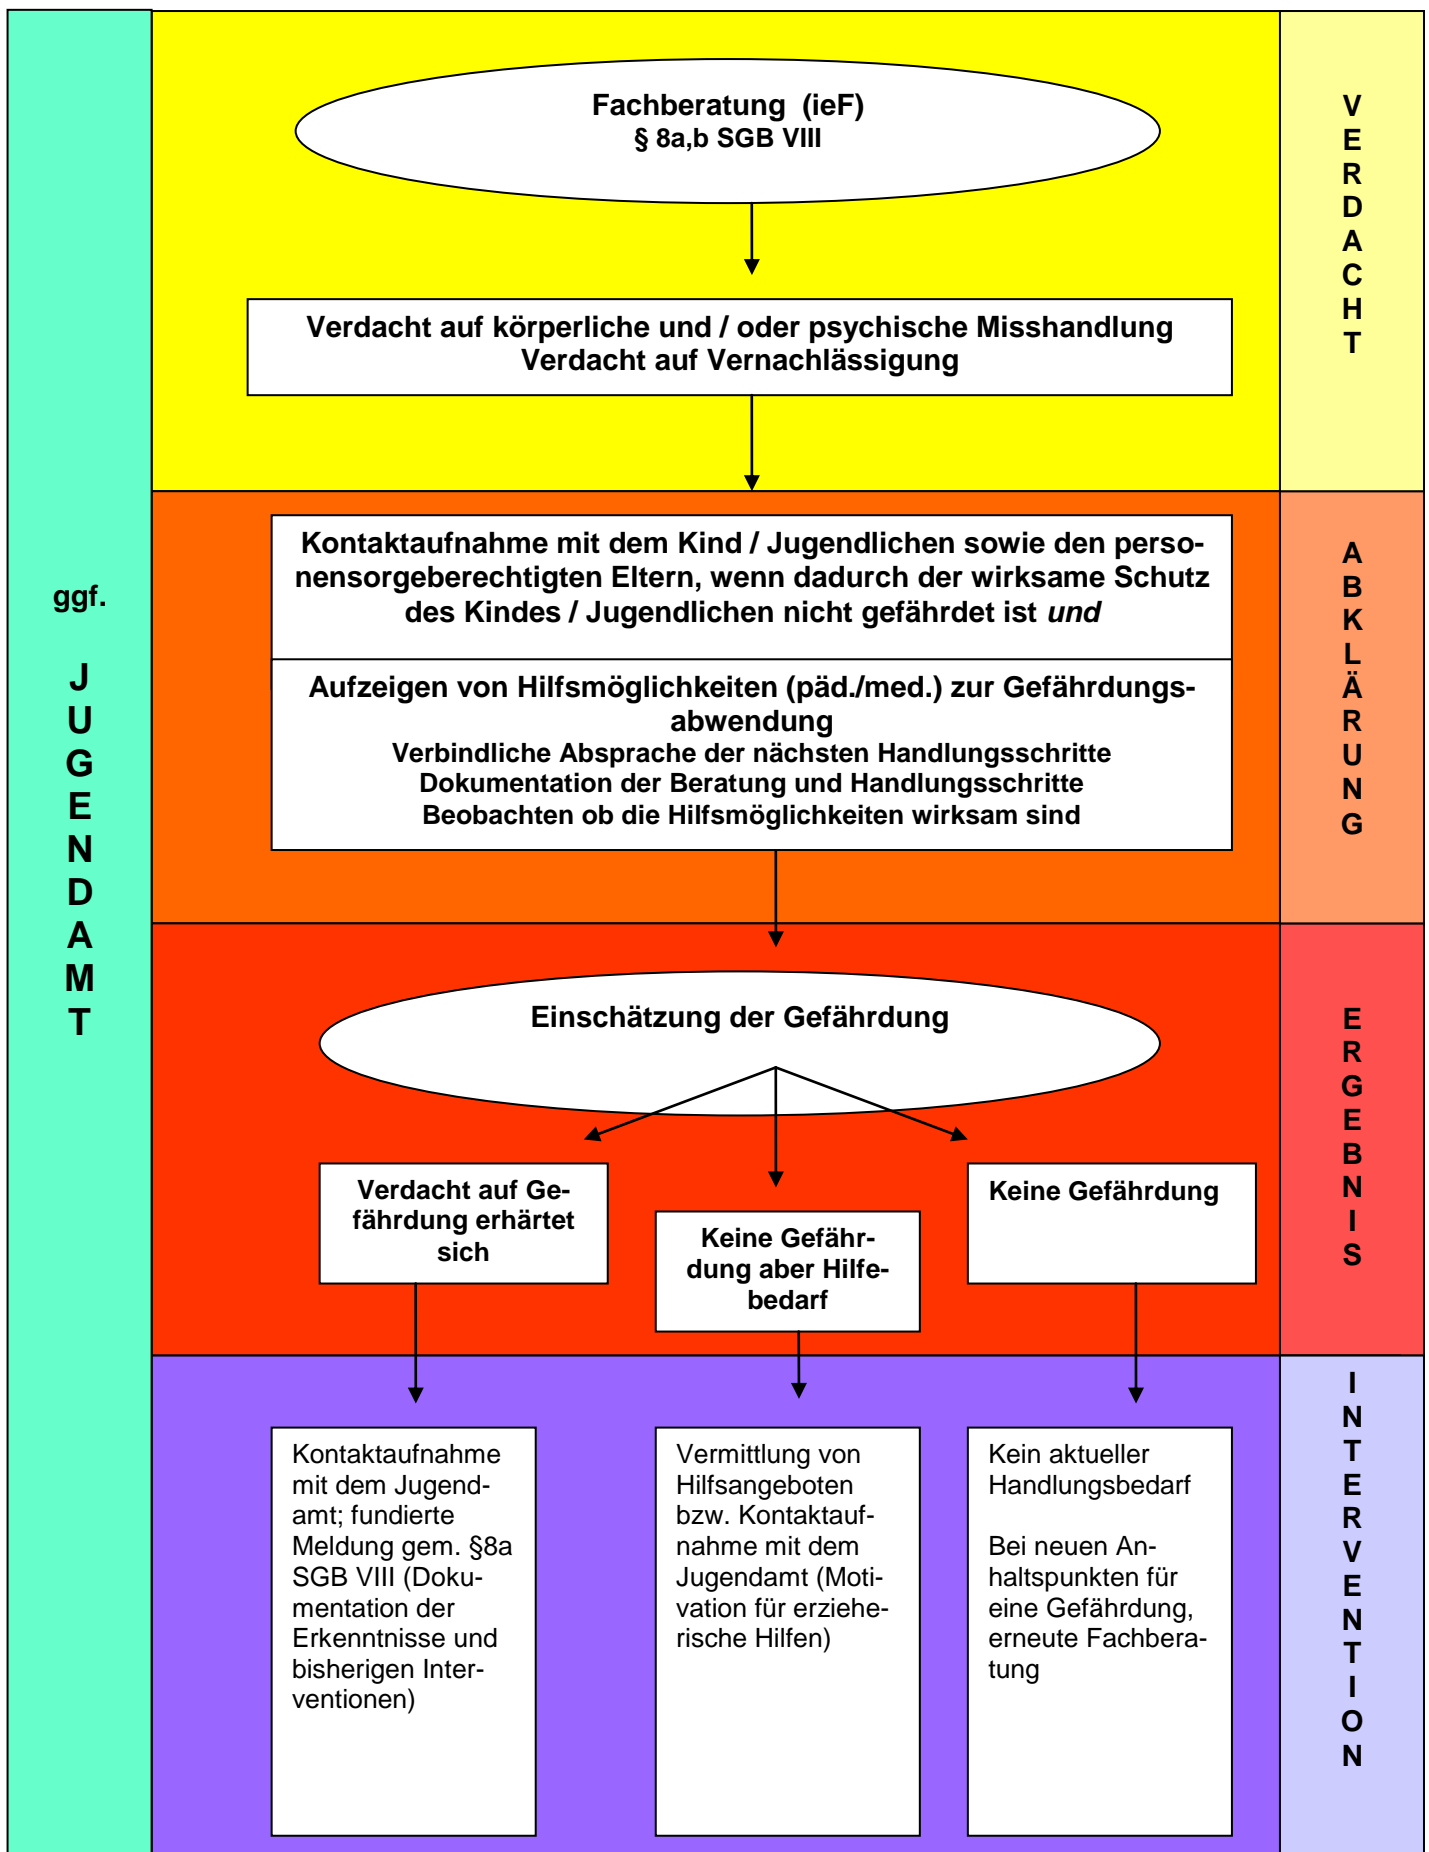 ggf.
J
U
G
E
N
D
A
M
T
Fachberatung (ieF)
§ 8a,b SGB VIII
Verdacht auf körperliche und / oder psychische Misshandlung
Verdacht auf Vernachlässigung
V
E
R
D
A
C
H
T
Kontaktaufnahme mit dem Kind / Jugendlichen sowie den perso-
nensorgeberechtigten Eltern, wenn dadurch der wirksame Schutz
des Kindes / Jugendlichen nicht gefährdet ist und
Aufzeigen von Hilfsmöglichkeiten (päd./med.) zur Gefährdungs-
abwendung
Verbindliche Absprache der nächsten Handlungsschritte
Dokumentation der Beratung und Handlungsschritte
Beobachten ob die Hilfsmöglichkeiten wirksam sind
A
B
K
L
Ä
R
U
N
G
Einschätzung der Gefährdung
Verdacht auf Ge-
fährdung erhärtet
sich
Keine Gefähr-
dung aber Hilfe-
bedarf
Keine Gefährdung
E
R
G
E
B
N
I
S
Kontaktaufnahme
mit dem Jugend-
amt; fundierte
Meldung gem. §8a
SGB VIII (Doku-
mentation der
Erkenntnisse und
bisherigen Inter-
ventionen)
Vermittlung von
Hilfsangeboten
bzw. Kontaktauf-
nahme mit dem
Jugendamt (Moti-
vation für erziehe-
rische Hilfen)
Kein aktueller
Handlungsbedarf
Bei neuen An-
haltspunkten für
eine Gefährdung,
erneute Fachbera-
tung
I
N
T
E
R
V
E
N
T
I
O
N